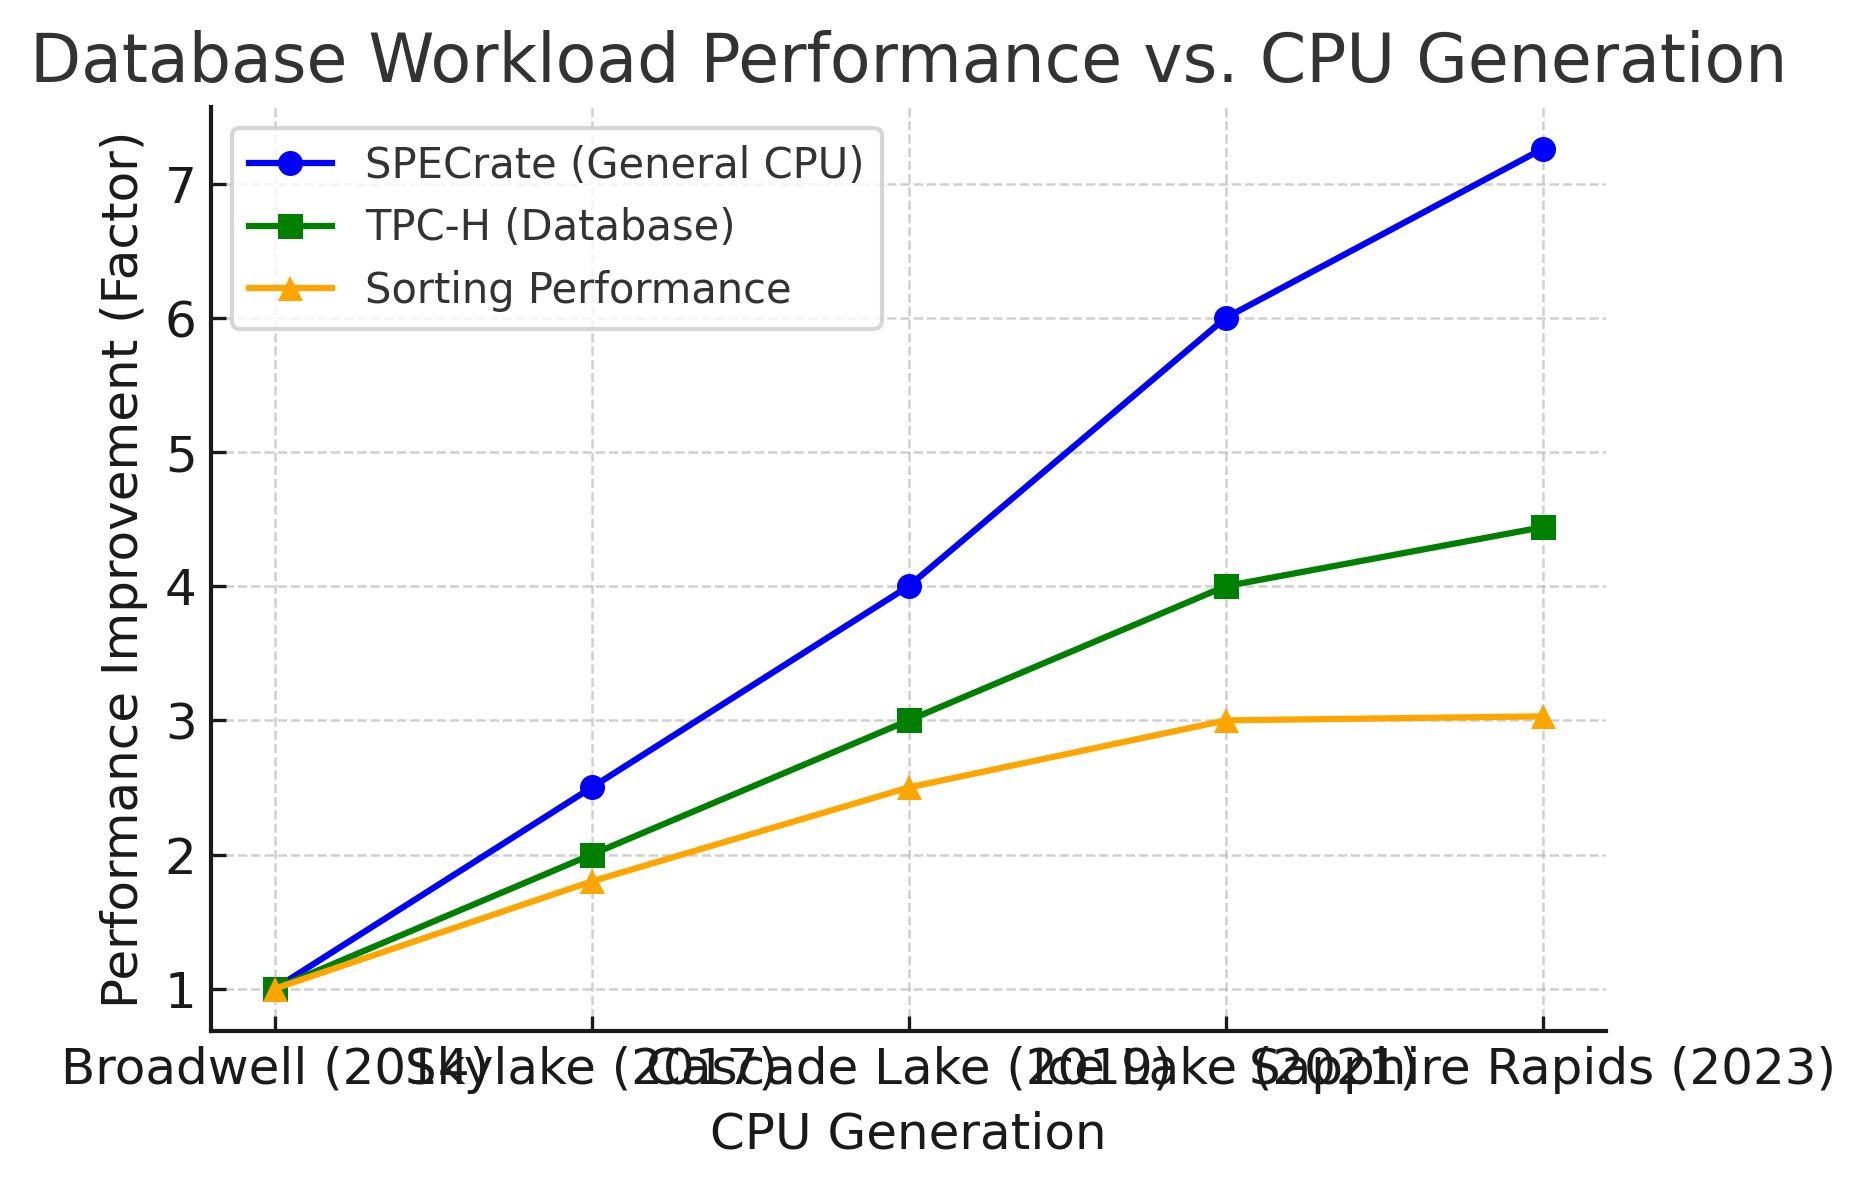 Database Workload Performance vs. CPU Generation
Performance Improvement (Factor)
SPECrate (General CPU)
TPC-H (Database)
Sorting Performance
7
6
5
4
3
2
1
Broadwell (2014)
Skylake (2017)
Cascade Lake (2019)
Ice Lake (2021)
Sapphire Rapids (2023)
CPU Generation